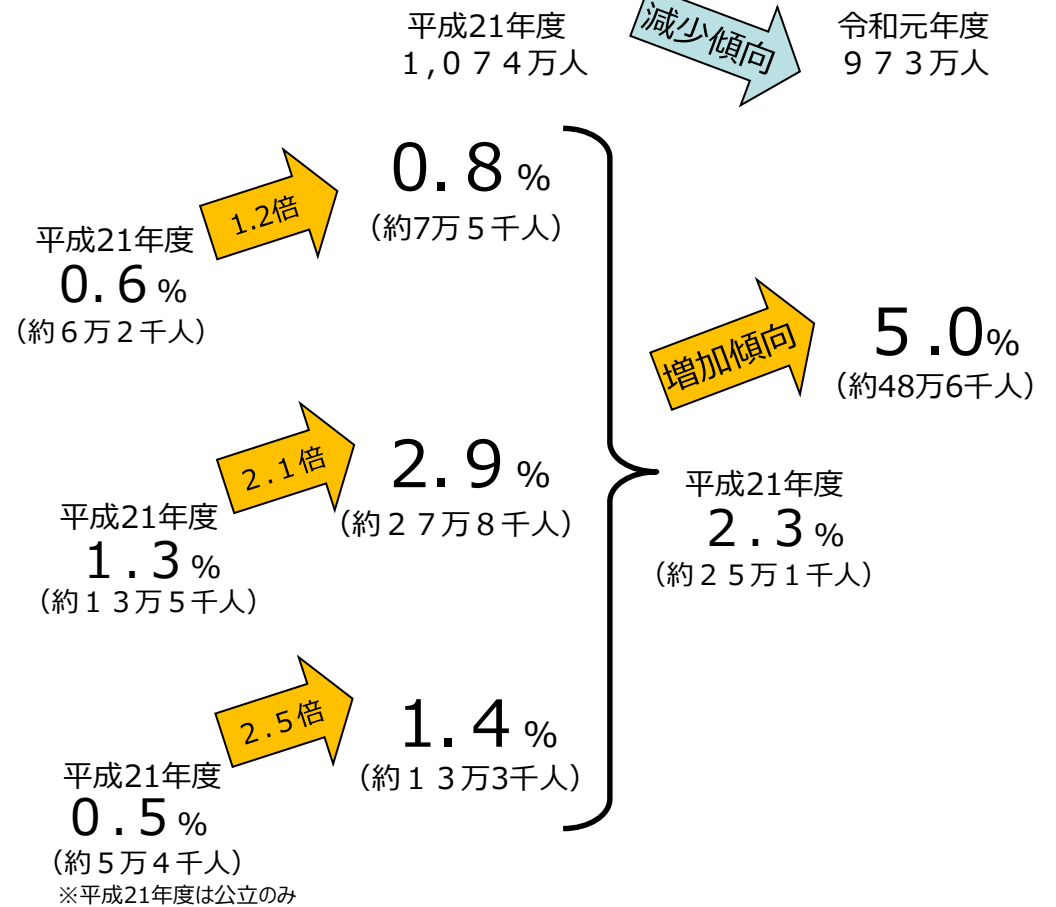 平成21年度
1,074万人
減少傾向
令和元年度
973万人
1.2倍
0.8%
(約7万5千人)
平成21年度
0.6%
(約6万2千人)
増加傾向
5.0%
(約48万6千人)
2.1倍
2.9%
(約27万8千人)
平成21年度
1.3%
(約13万5千人)
平成21年度
2.3%
(約25万1千人)
2.5倍
1.4%
(約13万3千人)
平成21年度
0.5%
(約5万4千人)
※平成21年度は公立のみ